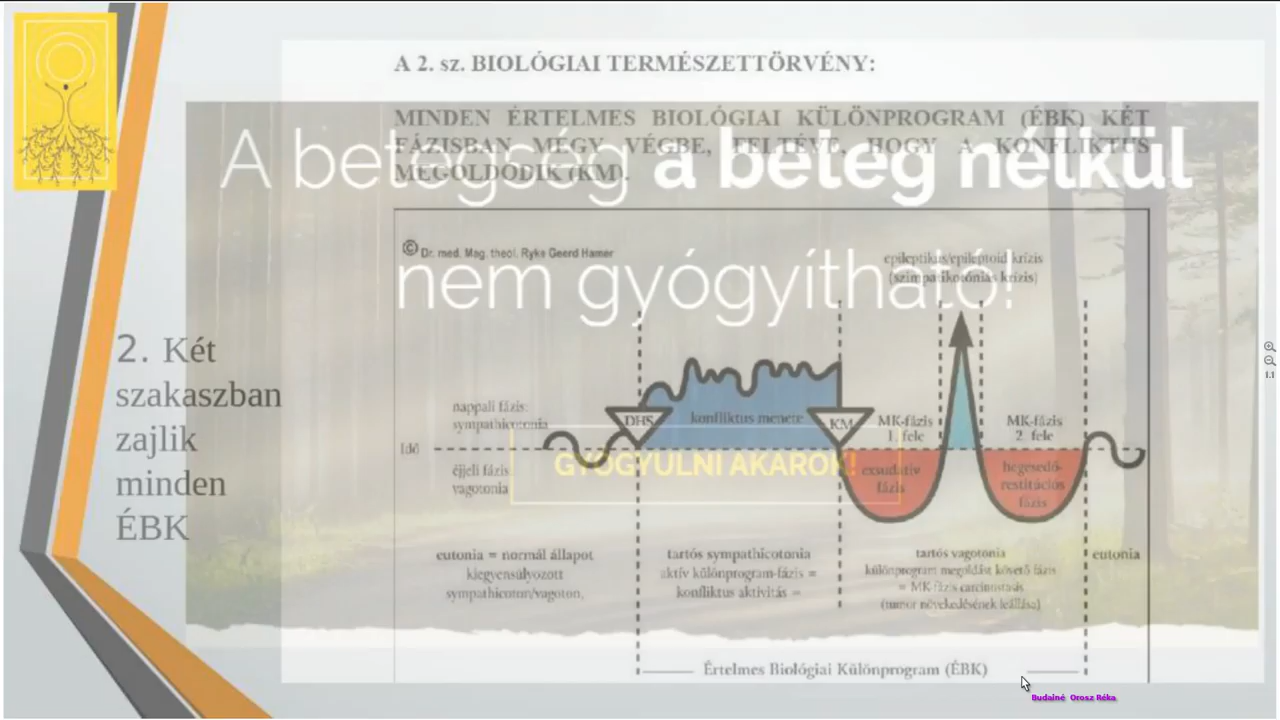 A 2. sz. BIOLÓGIAI TERMÉSZETTÖRVÉNY:
MINDEN ÉRTELMES BIOLÓGIAI KÜLÖNPROGRAM (ÉBK) KÉT
FÁZISBAN MEGY VÉGBE, FELTÉVE, HOGY A KONFLIKTUS
MEGOLDODIK (KM).
A betegség a beteg nélkül
nem gyógyítható!
© Dr. med. Mag. theol. Ryke Geerd Hamer
epileptikus/epileptoid krízis
(szimpatikotóniás krízis)
2. Két
szakaszban
zajlik
minden
ÉBK
nappali fázis:
sympathicotonia
Idő
éjjeli fázis:
vagotonia
DHS
konfliktus menete
KM
MK-fázis
1. fele
MK-fázis
2. fele
GYÓGYULNI AKAROK!
exsudatív
fázis
hegesedő-
restitúciós
fázis
eutonia = normál állapot
kiegyensúlyozott
sympathicoton/vagoton,
tartós sympathicotonia
aktív különprogram-fázis =
konfliktus aktivitás =
tartós vagotonia
különprogram megoldást követő fázis
= MK-fázis carcinostasis
(tumor növekedésének leállása)
eutonia
Értelmes Biológiai Különprogram (ÉBK)
Budainé Orosz Réka
1:1